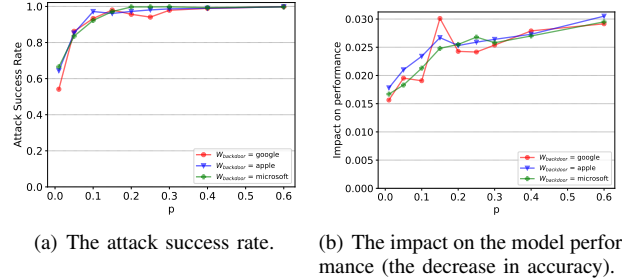 1.0
0.8
0.6
0.4
0.2
0.0
Attack Success Rate
W_backdoor = google
W_backdoor = apple
W_backdoor = microsoft
0.0 0.1 0.2 0.3 0.4 0.5 0.6
p
(a) The attack success rate.
0.030
0.025
0.020
0.015
0.010
0.005
0.000
Impact on performance
W_backdoor = google
W_backdoor = apple
W_backdoor = microsoft
0.0 0.1 0.2 0.3 0.4 0.5 0.6
p
(b) The impact on the model perfor-
mance (the decrease in accuracy).